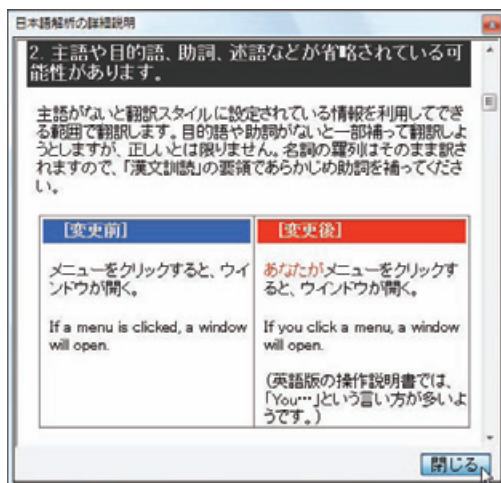 日本語解析の詳細説明
2. 主語や目的語、助詞、述語などが省略されている可
能性があります。
主語がないと翻訳スタイルに設定されている情報を利用してでき
る範囲で翻訳します。目的語や助詞がないと一部補って翻訳しよ
うとしますが、正しいとは限りません。名詞の羅列はそのまま訳さ
れますので、「漢文訓読」の要領であらかじめ助詞を補ってくださ
い。
[変更前]
メニューをクリックすると、ウイ
ンドウが開く。
If a menu is clicked, a window
will open.
[変更後]
あなたがメニューをクリックす
ると、ウインドウが開く。
If you click a menu, a window
will open.
(英語版の操作説明書では、
「You…」という言い方が多いよ
うです。)
閉じる